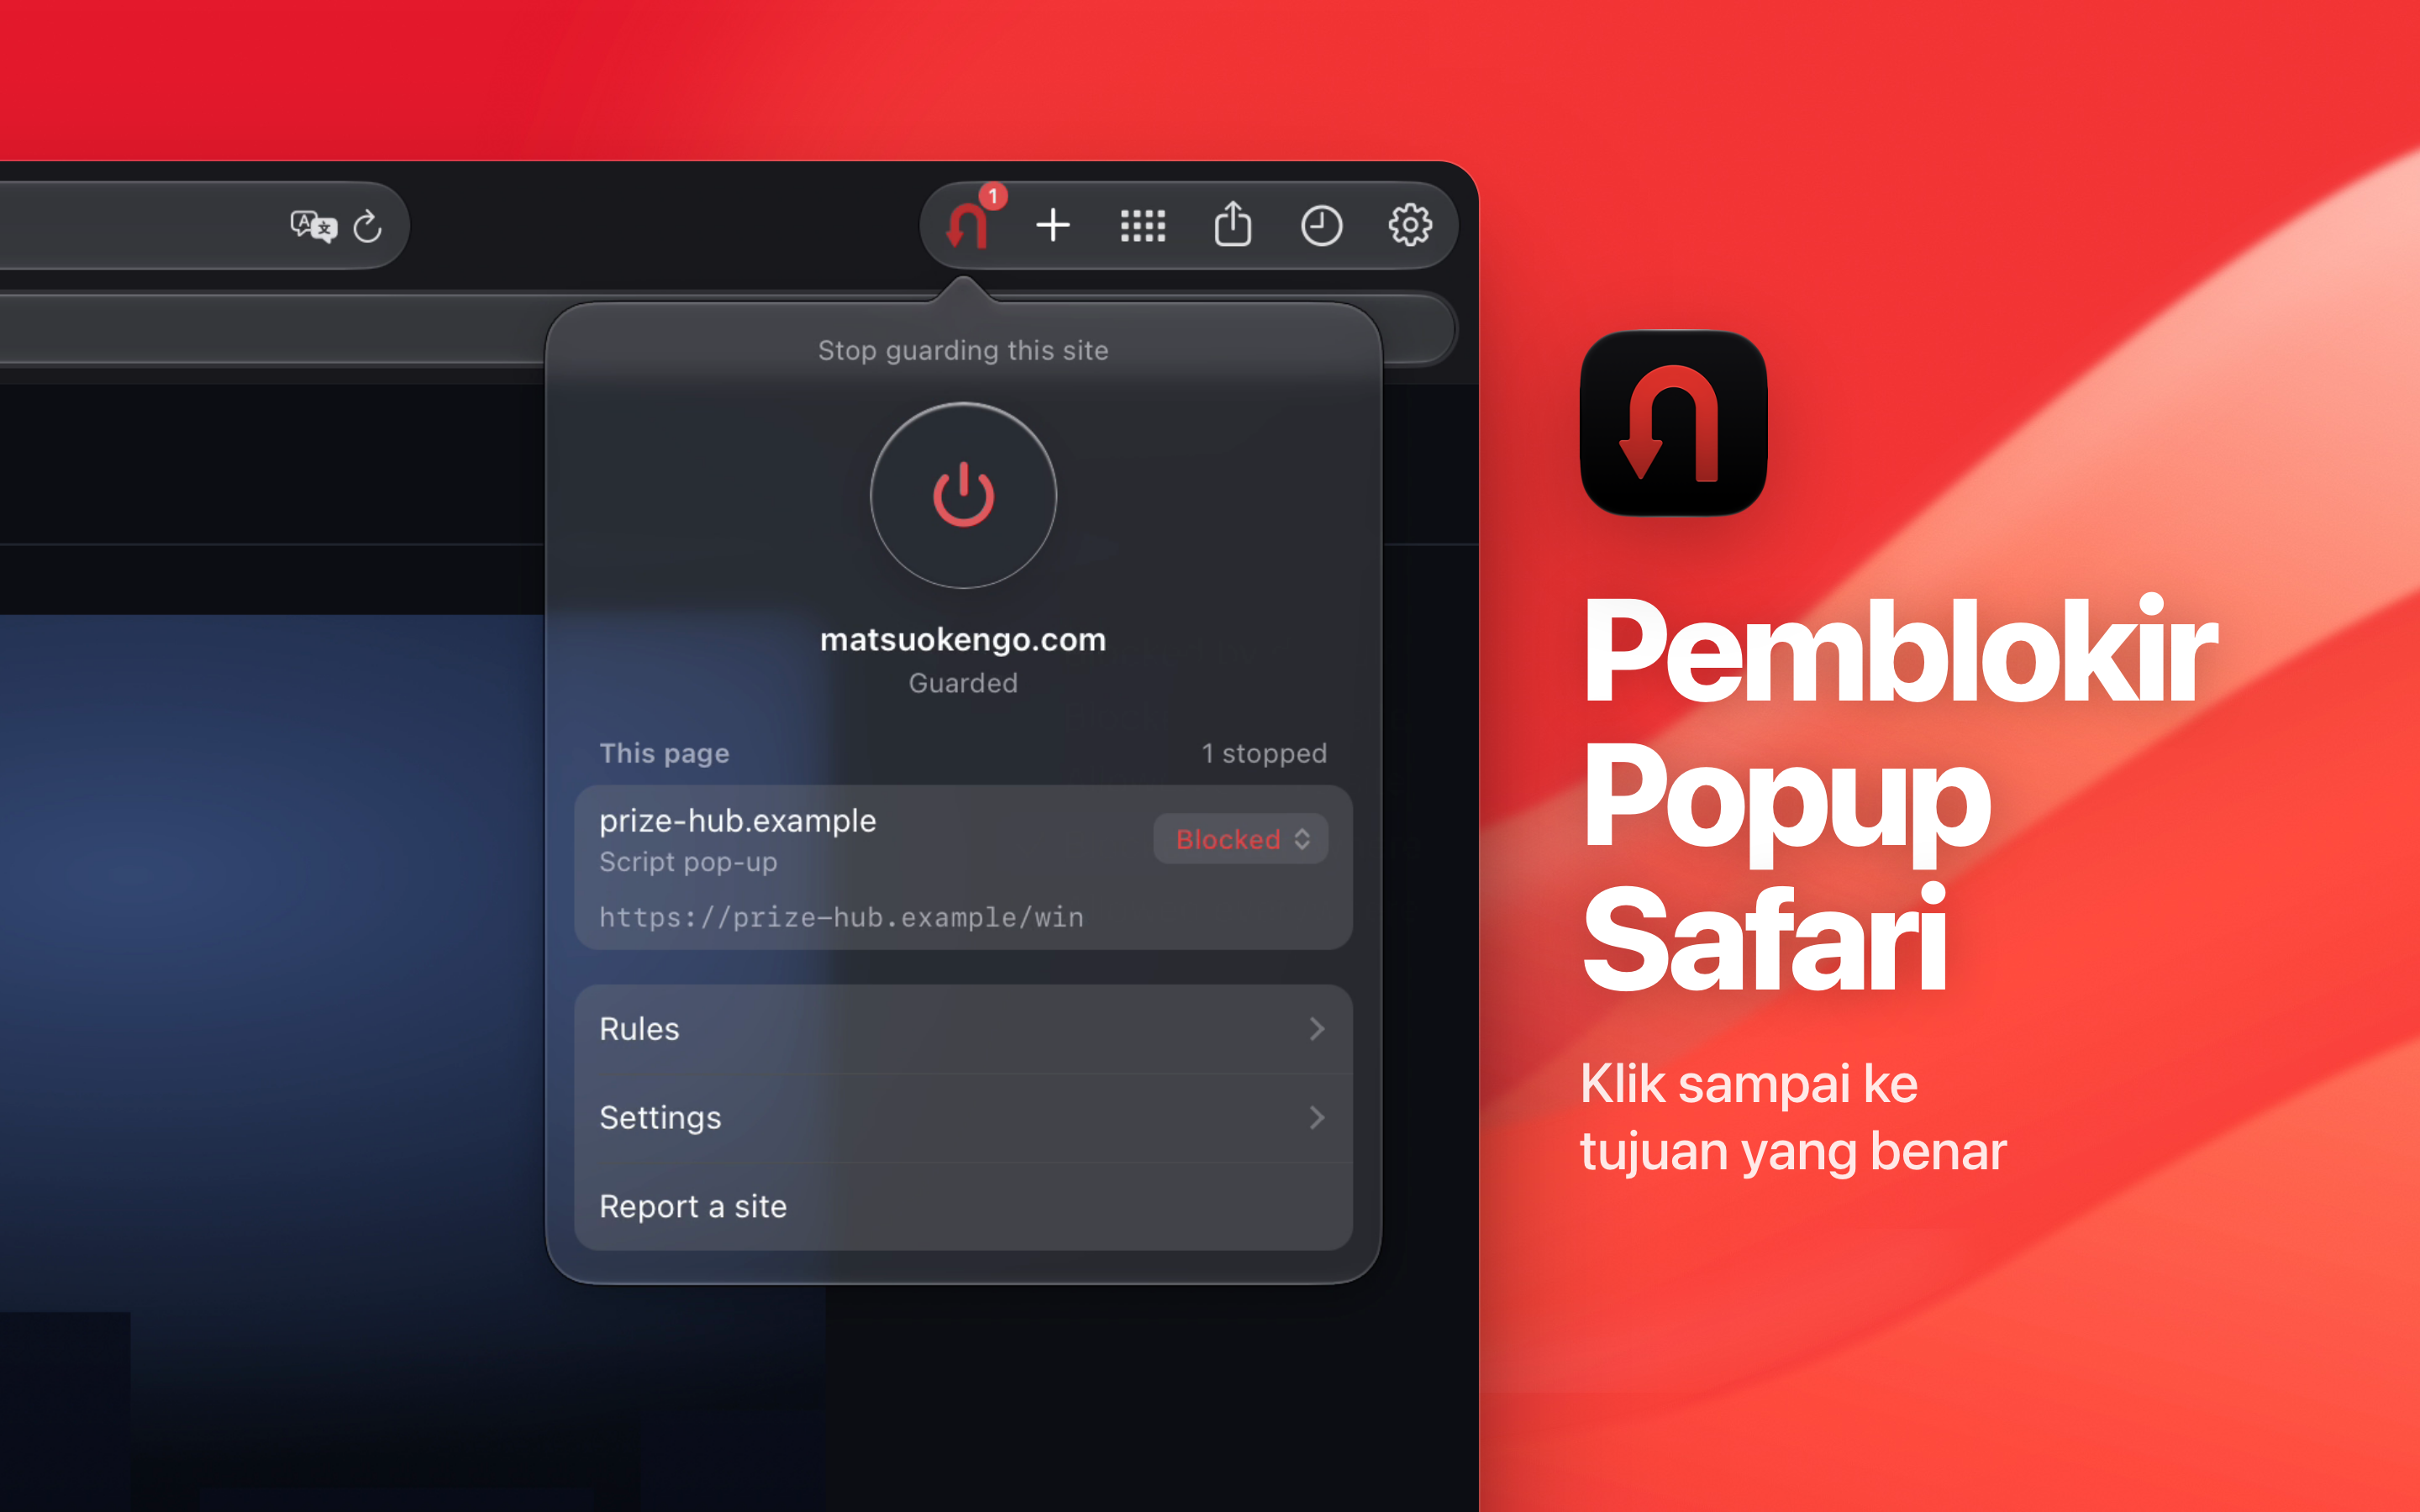 1
Stop guarding this site
matsuokengo.com
Guarded
This page
1 stopped
prize-hub.example
Blocked
Script pop-up
https://prize-hub.example/win
Rules
Settings
Report a site
Pemblokir
Popup
Safari
Klik sampai ke
tujuan yang benar